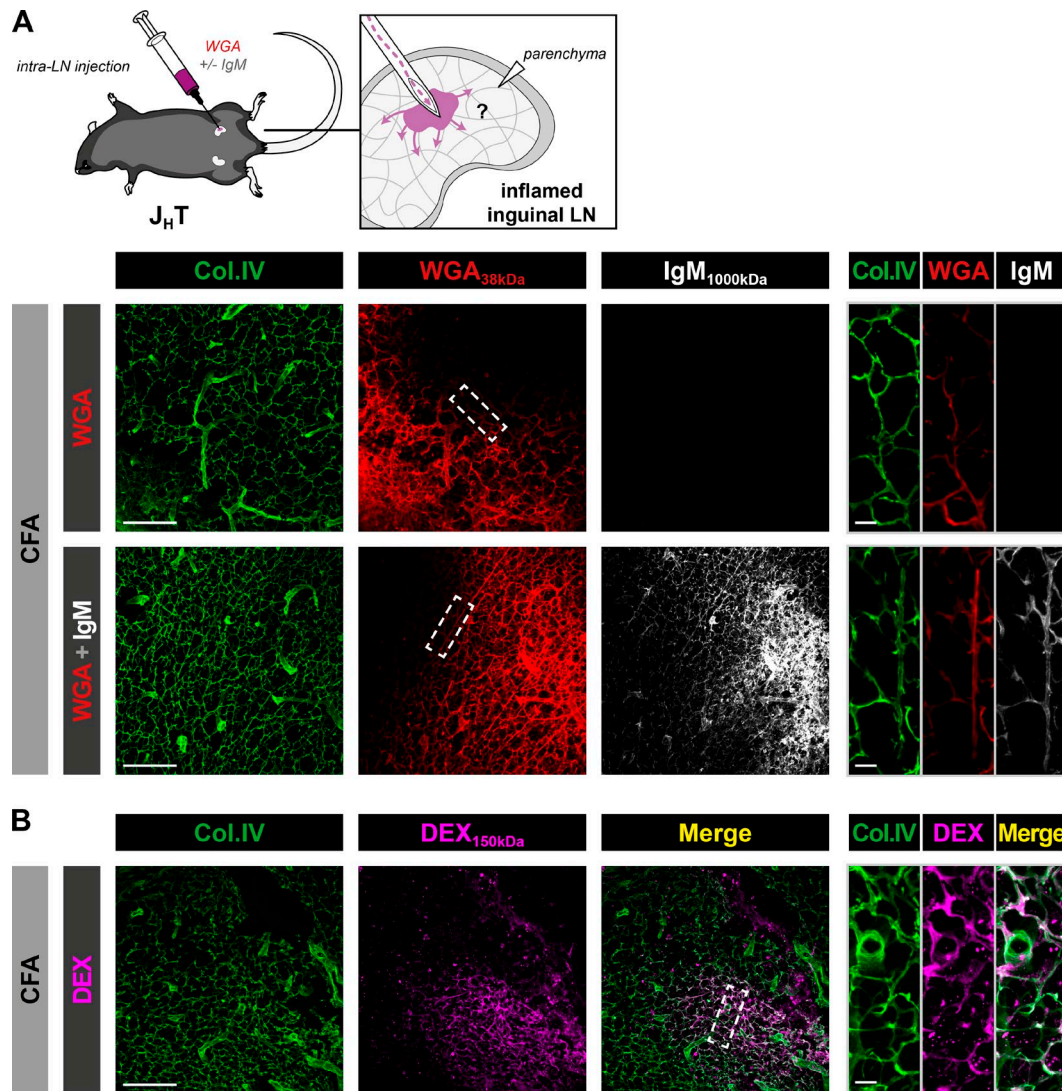 A
intra-LN injection
WGA
+/- IgM
JHT
parenchyma
?
inflamed
inguinal LN
Col.IV
WGA38kDa
IgM1000kDa
Col.IV WGA IgM
CFA
WGA
WGA + IgM
B
Col.IV
DEX150kDa
Merge
Col.IV DEX Merge
CFA
DEX